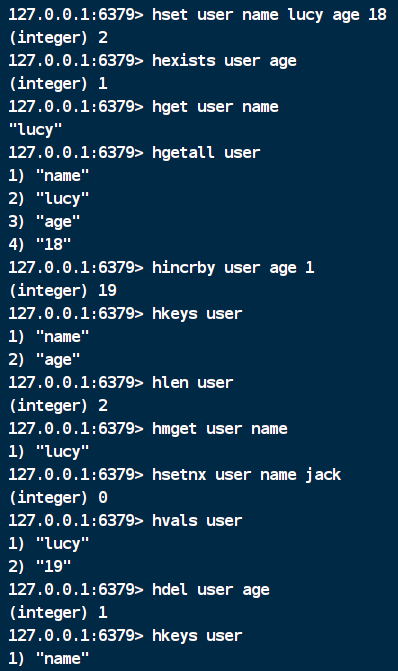 127.0.0.1:6379> hset user name lucy age 18
(integer) 2
127.0.0.1:6379> hexists user age
(integer) 1
127.0.0.1:6379> hget user name
"lucy"
127.0.0.1:6379> hgetall user
1) "name"
2) "lucy"
3) "age"
4) "18"
127.0.0.1:6379> hincrby user age 1
(integer) 19
127.0.0.1:6379> hkeys user
1) "name"
2) "age"
127.0.0.1:6379> hlen user
(integer) 2
127.0.0.1:6379> hmget user name
1) "lucy"
127.0.0.1:6379> hsetnx user name jack
(integer) 0
127.0.0.1:6379> hvals user
1) "lucy"
2) "19"
127.0.0.1:6379> hdel user age
(integer) 1
127.0.0.1:6379> hkeys user
1) "name"